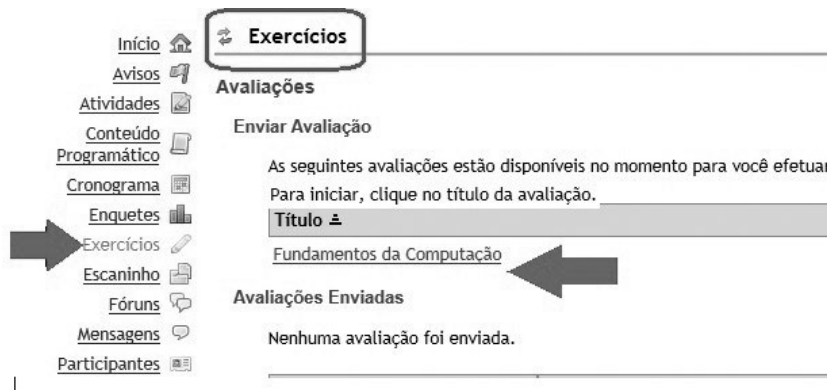 Início
Avisos
Atividades
Conteúdo
Programático
Cronograma
Enquetes
Exercícios
Escaninho
Fóruns
Mensagens
Participantes
Exercícios
Avaliações
Enviar Avaliação
As seguintes avaliações estão disponíveis no momento para você efetuar
Para iniciar, clique no título da avaliação.
Título
Fundamentos da Computação
Avaliações Enviadas
Nenhuma avaliação foi enviada.